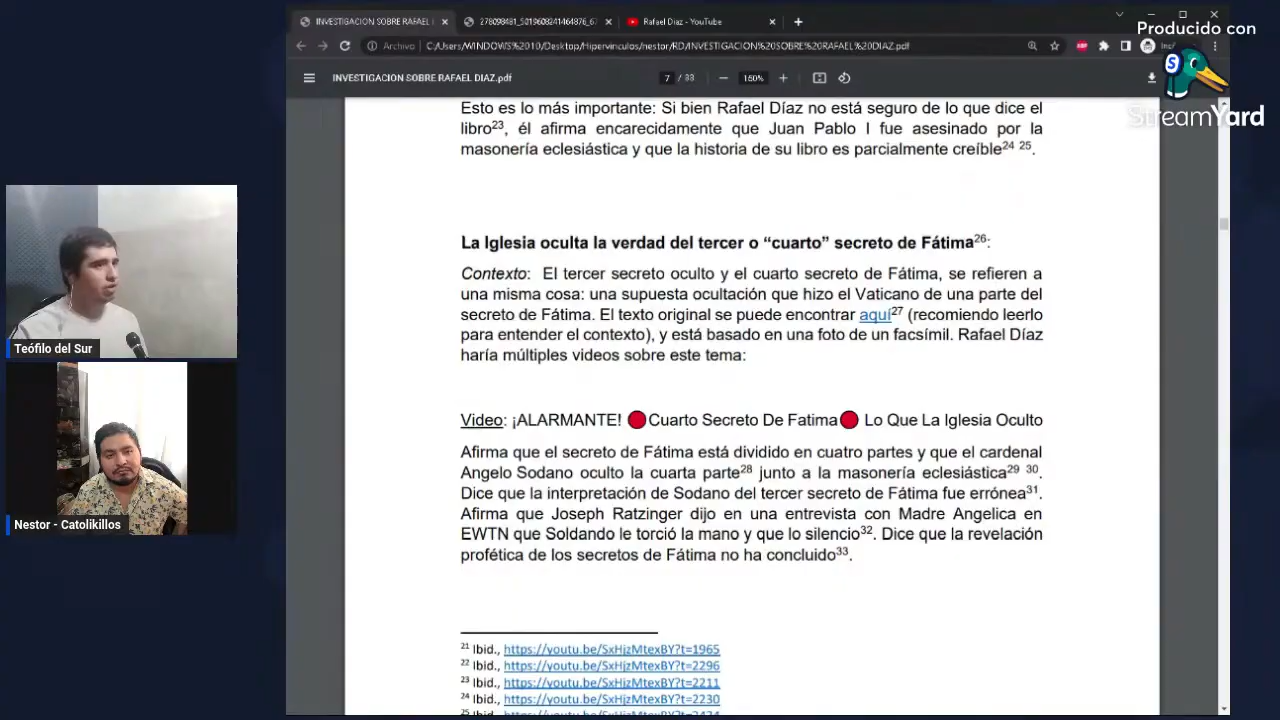 INVESTIGACION SOBRE RAFAEL
278098481_5019608241464876_67
Rafael Diaz - YouTube
Archivo
C:/Users/WINDOWS%2010/Desktop/Hipervinculos/nestor/RD/INVESTIGACION%20SOBRE%20RAFAEL%20DIAZ.pdf
Producido con
StreamYard
INVESTIGACION SOBRE RAFAEL DIAZ.pdf
7 / 33
150%
Esto es lo más importante: Si bien Rafael Díaz no está seguro de lo que dice el
libro23, él afirma encarecidamente que Juan Pablo I fue asesinado por la
masonería eclesiástica y que la historia de su libro es parcialmente creíble24 25.
La Iglesia oculta la verdad del tercer o “cuarto” secreto de Fátima26:
Contexto: El tercer secreto oculto y el cuarto secreto de Fátima, se refieren a
una misma cosa: una supuesta ocultación que hizo el Vaticano de una parte del
secreto de Fátima. El texto original se puede encontrar aquí27 (recomiendo leerlo
para entender el contexto), y está basado en una foto de un facsímil. Rafael Díaz
haría múltiples videos sobre este tema:
Video: ¡ALARMANTE! 🔴Cuarto Secreto De Fatima🔴 Lo Que La Iglesia Oculto
Afirma que el secreto de Fátima está dividido en cuatro partes y que el cardenal
Angelo Sodano oculto la cuarta parte28 junto a la masonería eclesiástica29 30.
Dice que la interpretación de Sodano del tercer secreto de Fátima fue errónea31.
Afirma que Joseph Ratzinger dijo en una entrevista con Madre Angelica en
EWTN que Soldando le torció la mano y que lo silencio32. Dice que la revelación
profética de los secretos de Fátima no ha concluido33.
21 Ibid., https://youtu.be/SxHjzMtexBY?t=1965
22 Ibid., https://youtu.be/SxHjzMtexBY?t=2296
23 Ibid., https://youtu.be/SxHjzMtexBY?t=2211
24 Ibid., https://youtu.be/SxHjzMtexBY?t=2230
Teófilo del Sur
Nestor - Catolikillos